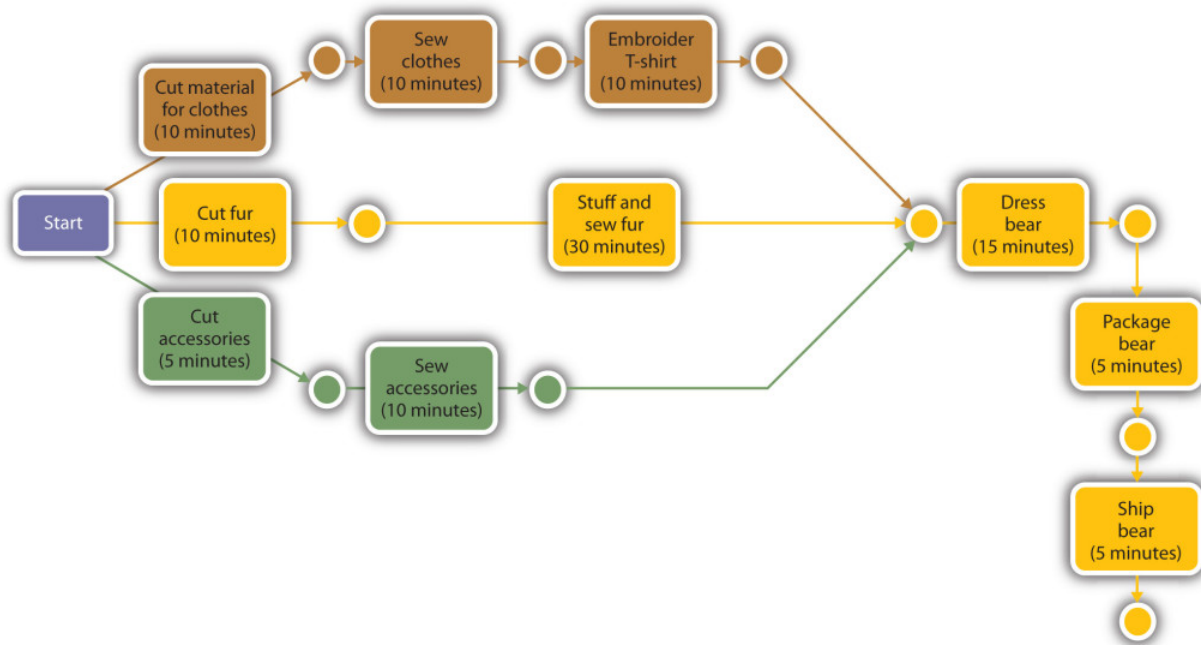 Sew
clothes
(10 minutes)
Embroider
T-shirt
(10 minutes)
Cut material
for clothes
(10 minutes)
Start
Cut fur
(10 minutes)
Stuff and
sew fur
(30 minutes)
Dress
bear
(15 minutes)
Cut
accessories
(5 minutes)
Sew
accessories
(10 minutes)
Package
bear
(5 minutes)
Ship
bear
(5 minutes)